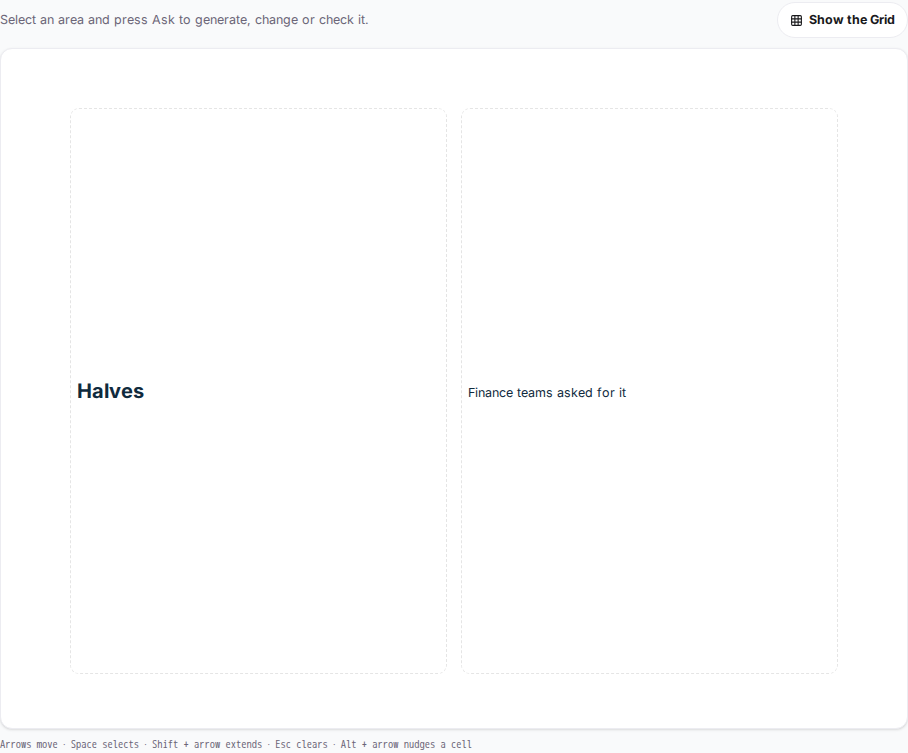 Select an area and press Ask to generate, change or check it.
Show the Grid
Halves
Finance teams asked for it
Arrows move · Space selects · Shift + arrow extends · Esc clears · Alt + arrow nudges a cell